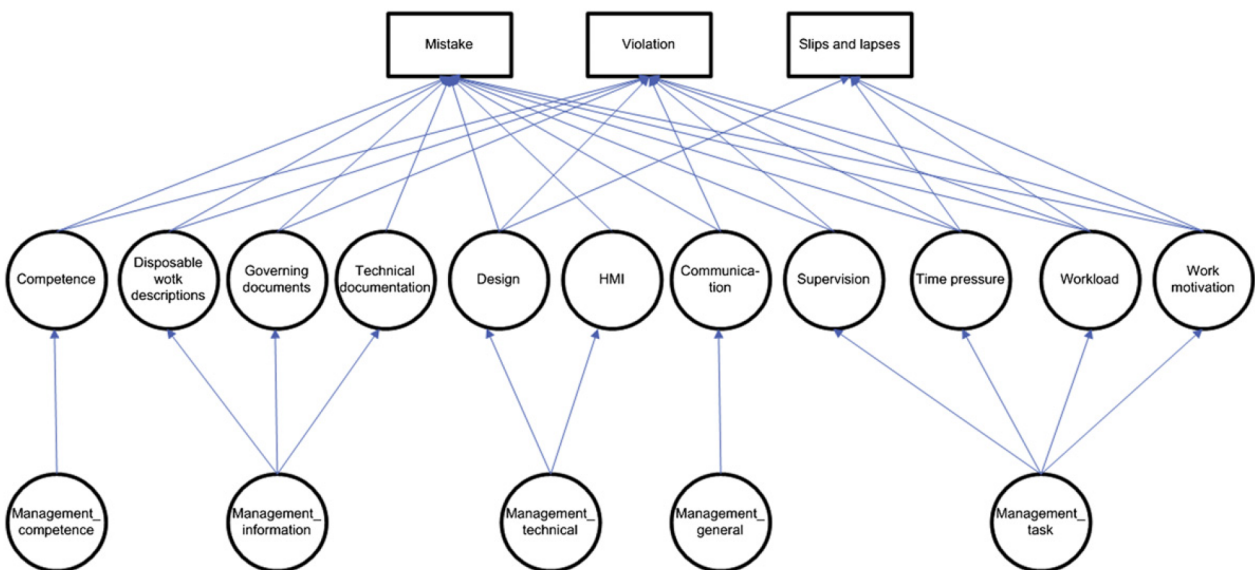 Mistake
Violation
Slips and lapses
Competence
Disposable
wotk
descriptions
Governing
documents
Technical
documentation
Design
HMI
Communica-
tion
Supervision
Time pressure
Workload
Work
motivation
Management_
competence
Management_
information
Management_
technical
Management_
general
Management_
task